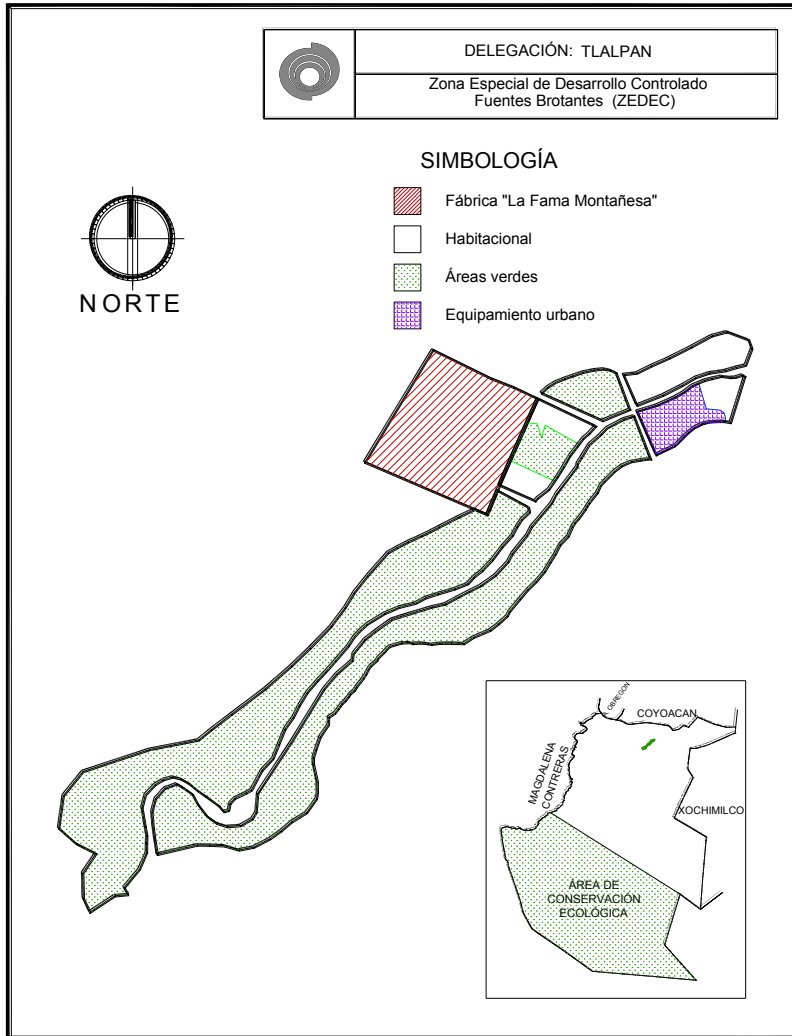 DELEGACIÓN: TLALPAN
Zona Especial de Desarrollo Controlado
Fuentes Brotantes (ZEDEC)
SIMBOLOGÍA
Fábrica "La Fama Montañesa"
Habitacional
Áreas verdes
Equipamiento urbano
NORTE
A. OBREGON
COYOACAN
MAGDALENA
CONTRERAS
XOCHIMILCO
ÁREA DE
CONSERVACIÓN
ECOLÓGICA